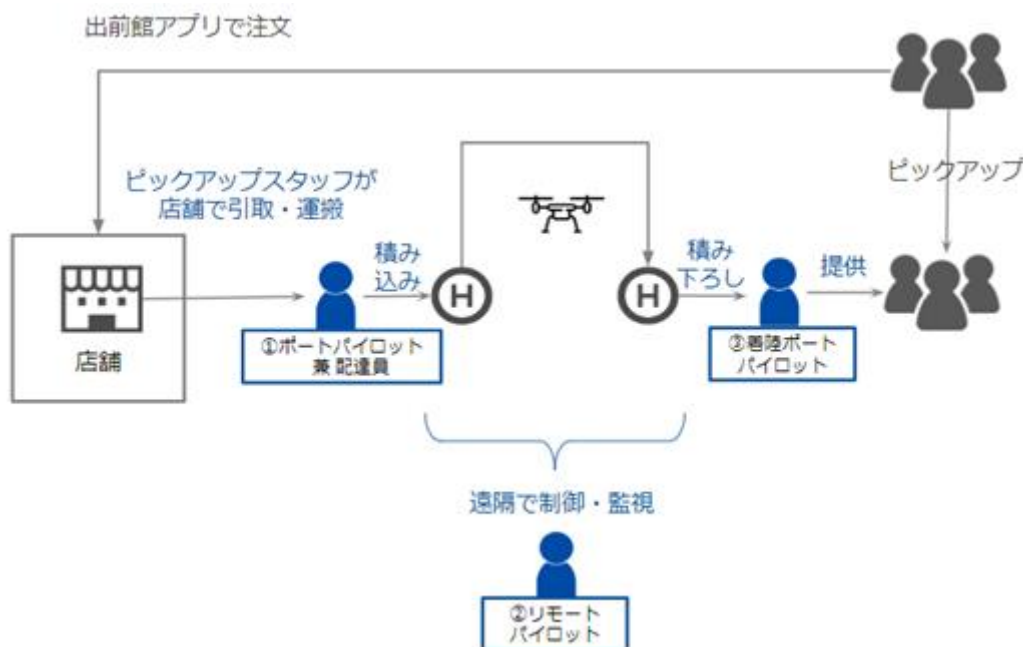 出前館アプリで注文
ピックアップ
ピックアップスタッフが
店舗で引取・運搬
積み
込み
H
H
積み
下ろし
提供
店舗
①ポートパイロット
兼 配達員
③着陸ポート
パイロット
遠隔で制御・監視
②リモート
パイロット